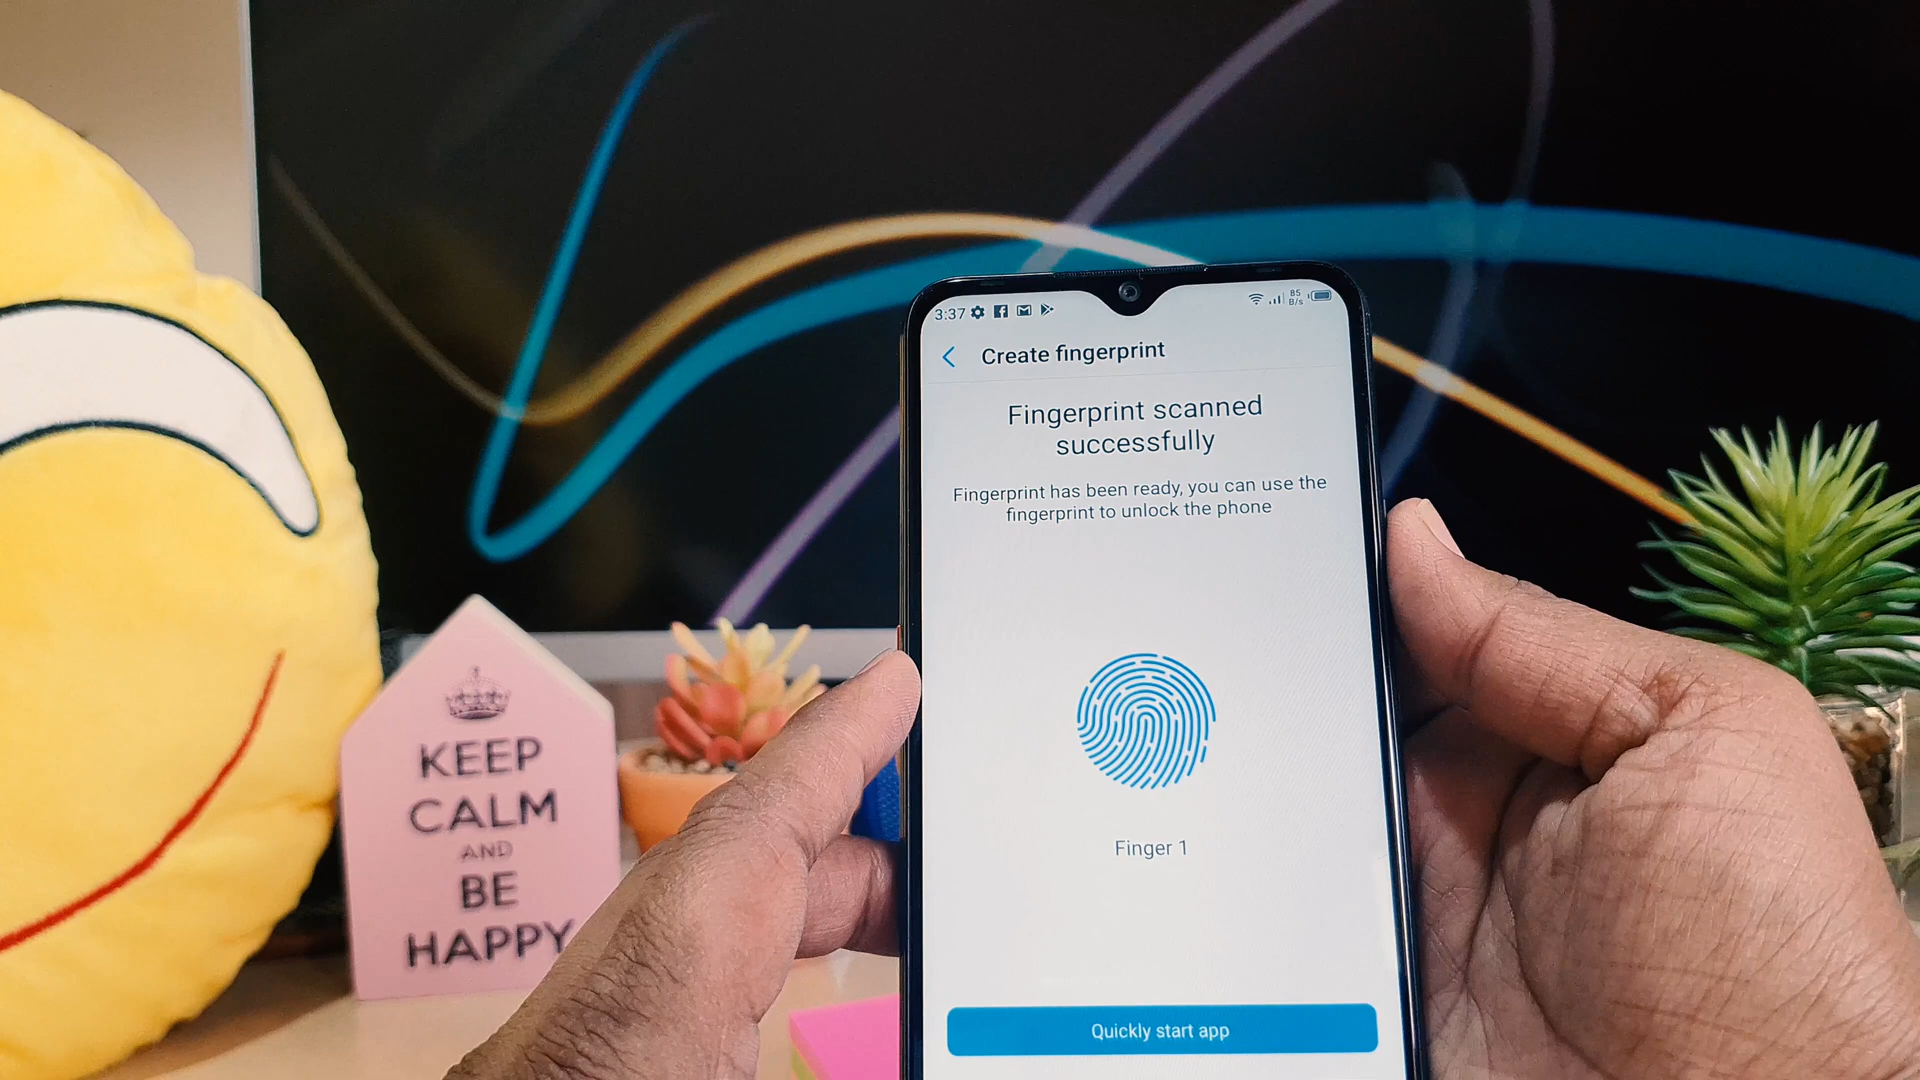 KEEP
CALM
AND
BE
HAPPY
3:37
85
B/s
Create fingerprint
Fingerprint scanned
successfully
Fingerprint has been ready, you can use the
fingerprint to unlock the phone
Finger 1
Quickly start app